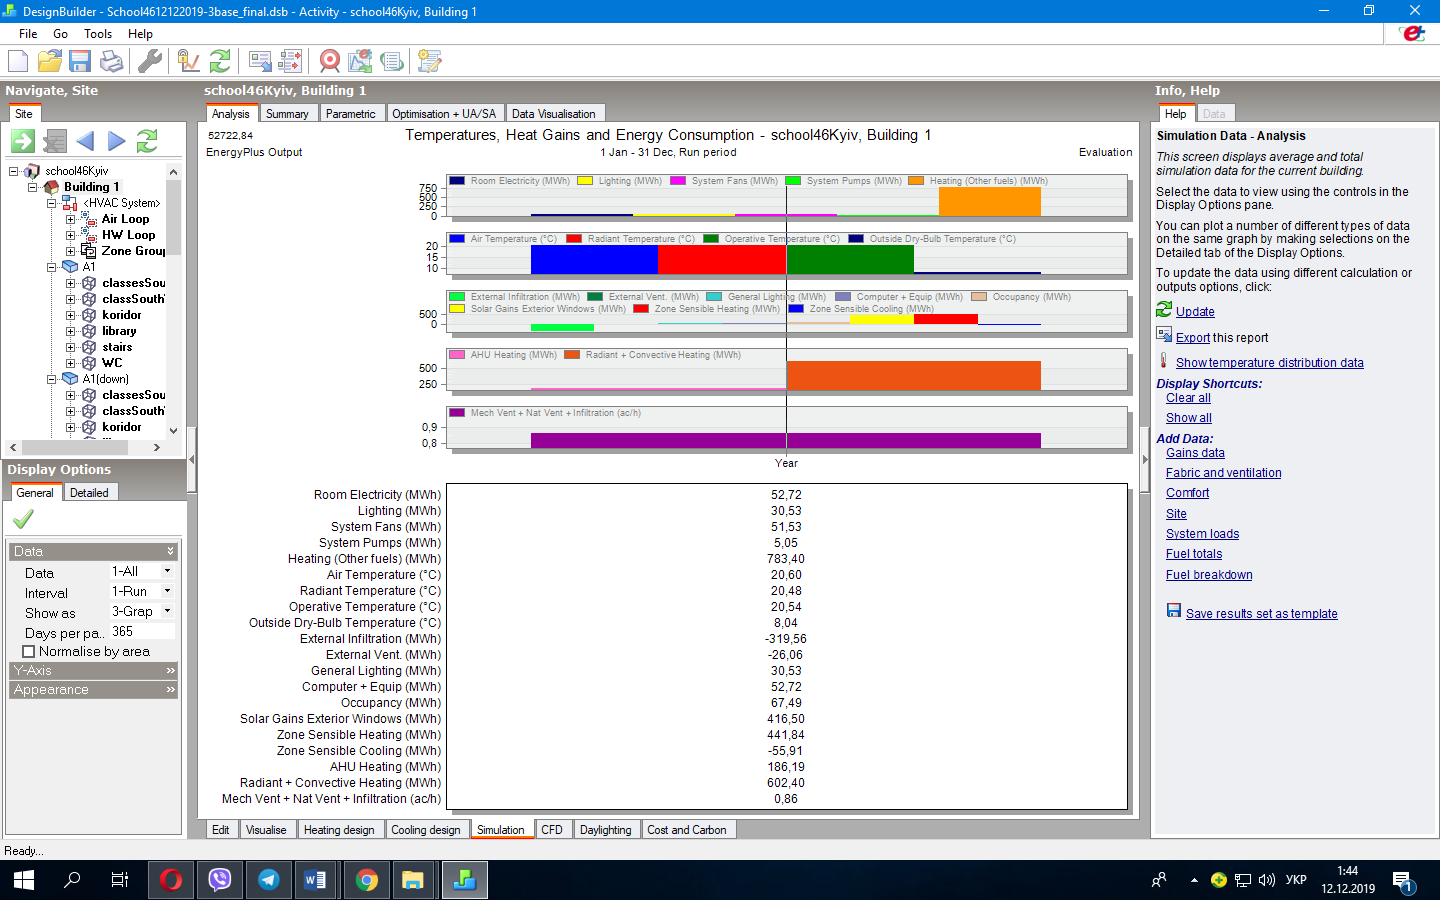 DesignBuilder - School4612122019-3base_final.dsb - Activity - school46Kyiv, Building 1
File Go Tools Help
Navigate, Site
Site
school46Kyiv
Building 1
<HVAC System>
Air Loop
HW Loop
Zone Grou
A1
classesSou
classSouth
koridor
library
stairs
WC
A1(down)
classesSou
classSouth
koridor
Display Options
General Detailed
Data
Data 1-All
Interval 1-Run
Show as 3-Grap
Days per pa.. 365
Normalise by area
Y-Axis
Appearance
school46Kyiv, Building 1
Analysis Summary Parametric Optimisation + UA/SA Data Visualisation
52722,84 Temperatures, Heat Gains and Energy Consumption - school46Kyiv, Building 1
EnergyPlus Output 1 Jan - 31 Dec, Run period Evaluation
Room Electricity (MWh) Lighting (MWh) System Fans (MWh) System Pumps (MWh) Heating (Other fuels) (MWh)
750
500
250
0
Air Temperature (°C) Radiant Temperature (°C) Operative Temperature (°C) Outside Dry-Bulb Temperature (°C)
20
15
10
External Infiltration (MWh) External Vent. (MWh) General Lighting (MWh) Computer + Equip (MWh) Occupancy (MWh)
Solar Gains Exterior Windows (MWh) Zone Sensible Heating (MWh) Zone Sensible Cooling (MWh)
500
0
AHU Heating (MWh) Radiant + Convective Heating (MWh)
500
250
Mech Vent + Nat Vent + Infiltration (ac/h)
0,9
0,8
Year
Room Electricity (MWh) 52,72
Lighting (MWh) 30,53
System Fans (MWh) 51,53
System Pumps (MWh) 5,05
Heating (Other fuels) (MWh) 783,40
Air Temperature (°C) 20,60
Radiant Temperature (°C) 20,48
Operative Temperature (°C) 20,54
Outside Dry-Bulb Temperature (°C) 8,04
External Infiltration (MWh) -319,56
External Vent. (MWh) -26,06
General Lighting (MWh) 30,53
Computer + Equip (MWh) 52,72
Occupancy (MWh) 67,49
Solar Gains Exterior Windows (MWh) 416,50
Zone Sensible Heating (MWh) 441,84
Zone Sensible Cooling (MWh) -55,91
AHU Heating (MWh) 186,19
Radiant + Convective Heating (MWh) 602,40
Mech Vent + Nat Vent + Infiltration (ac/h) 0,86
Edit Visualise Heating design Cooling design Simulation CFD Daylighting Cost and Carbon
Info, Help
Help Data
Simulation Data - Analysis
This screen displays average and total
simulation data for the current building.
Select the data to view using the controls in the
Display Options pane.
You can plot a number of different types of data
on the same graph by making selections on the
Detailed tab of the Display Options.
To update the data using different calculation or
outputs options, click:
Update
Export this report
Show temperature distribution data
Display Shortcuts:
Clear all
Show all
Add Data:
Gains data
Fabric and ventilation
Comfort
Site
System loads
Fuel totals
Fuel breakdown
Save results set as template
Ready...
УКР
1:44
12.12.2019
1